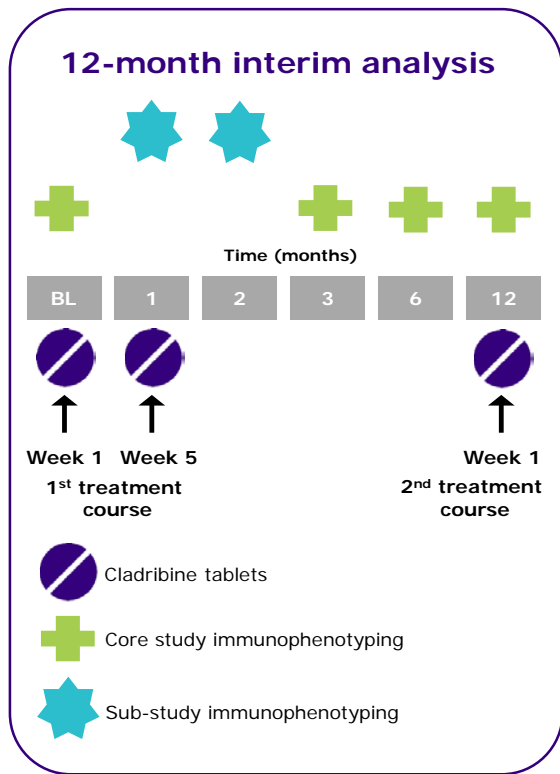 12-month interim analysis
Time (months)
BL 1 2 3 6 12
Week 1 Week 5 Week 1
1st treatment course 2nd treatment course
Cladribine tablets
Core study immunophenotyping
Sub-study immunophenotyping